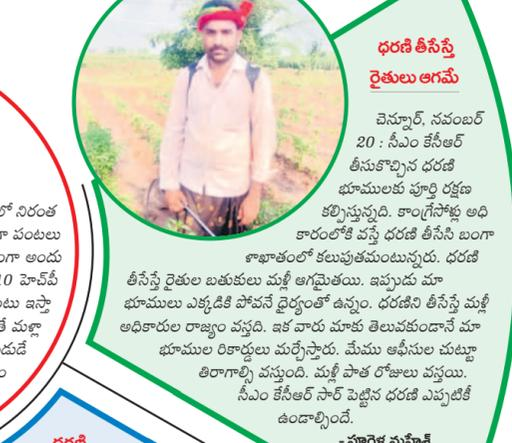 ధరణి తీసేస్తే
రైతులు ఆగమే
చెన్నూర్, నవంబర్
20 : సీఎం కేసీఆర్
తీసుకొచ్చిన ధరణి
భూములకు పూర్తి రక్షణ
కల్పిస్తున్నది. కాంగ్రేసోళ్లు అధి
కారంలోకి వస్తే ధరణి తీసేసి బంగా
శాఖాతంలో కలుపుతమంటున్నరు. ధరణి
తీసేస్తే రైతుల బతుకులు మళ్లీ ఆగమైతయి. ఇప్పుడు మా
భూములు ఎక్కడికి పోవనే ధైర్యంతో ఉన్నం. ధరణిని తీసేస్తే మళ్లీ
అధికారుల రాజ్యం వస్తది. ఇక వారు మాకు తెలువకుండానే మా
భూముల రికార్డులు మర్చేస్తారు. మేము ఆఫీసుల చుట్టూ
తిరాగాల్సి వస్తుంది. మళ్లీ పాత రోజులు వస్తయి.
సీఎం కేసీఆర్ సార్ పెట్టిన ధరణి ఎప్పటికీ
ఉండాల్సిందే.
లో నిరంత
గా పంటలు
ంగా అందు
10 హెచ్‌పీ
టు ఇస్తా
తే మళ్లా
డుడే
ధరణి